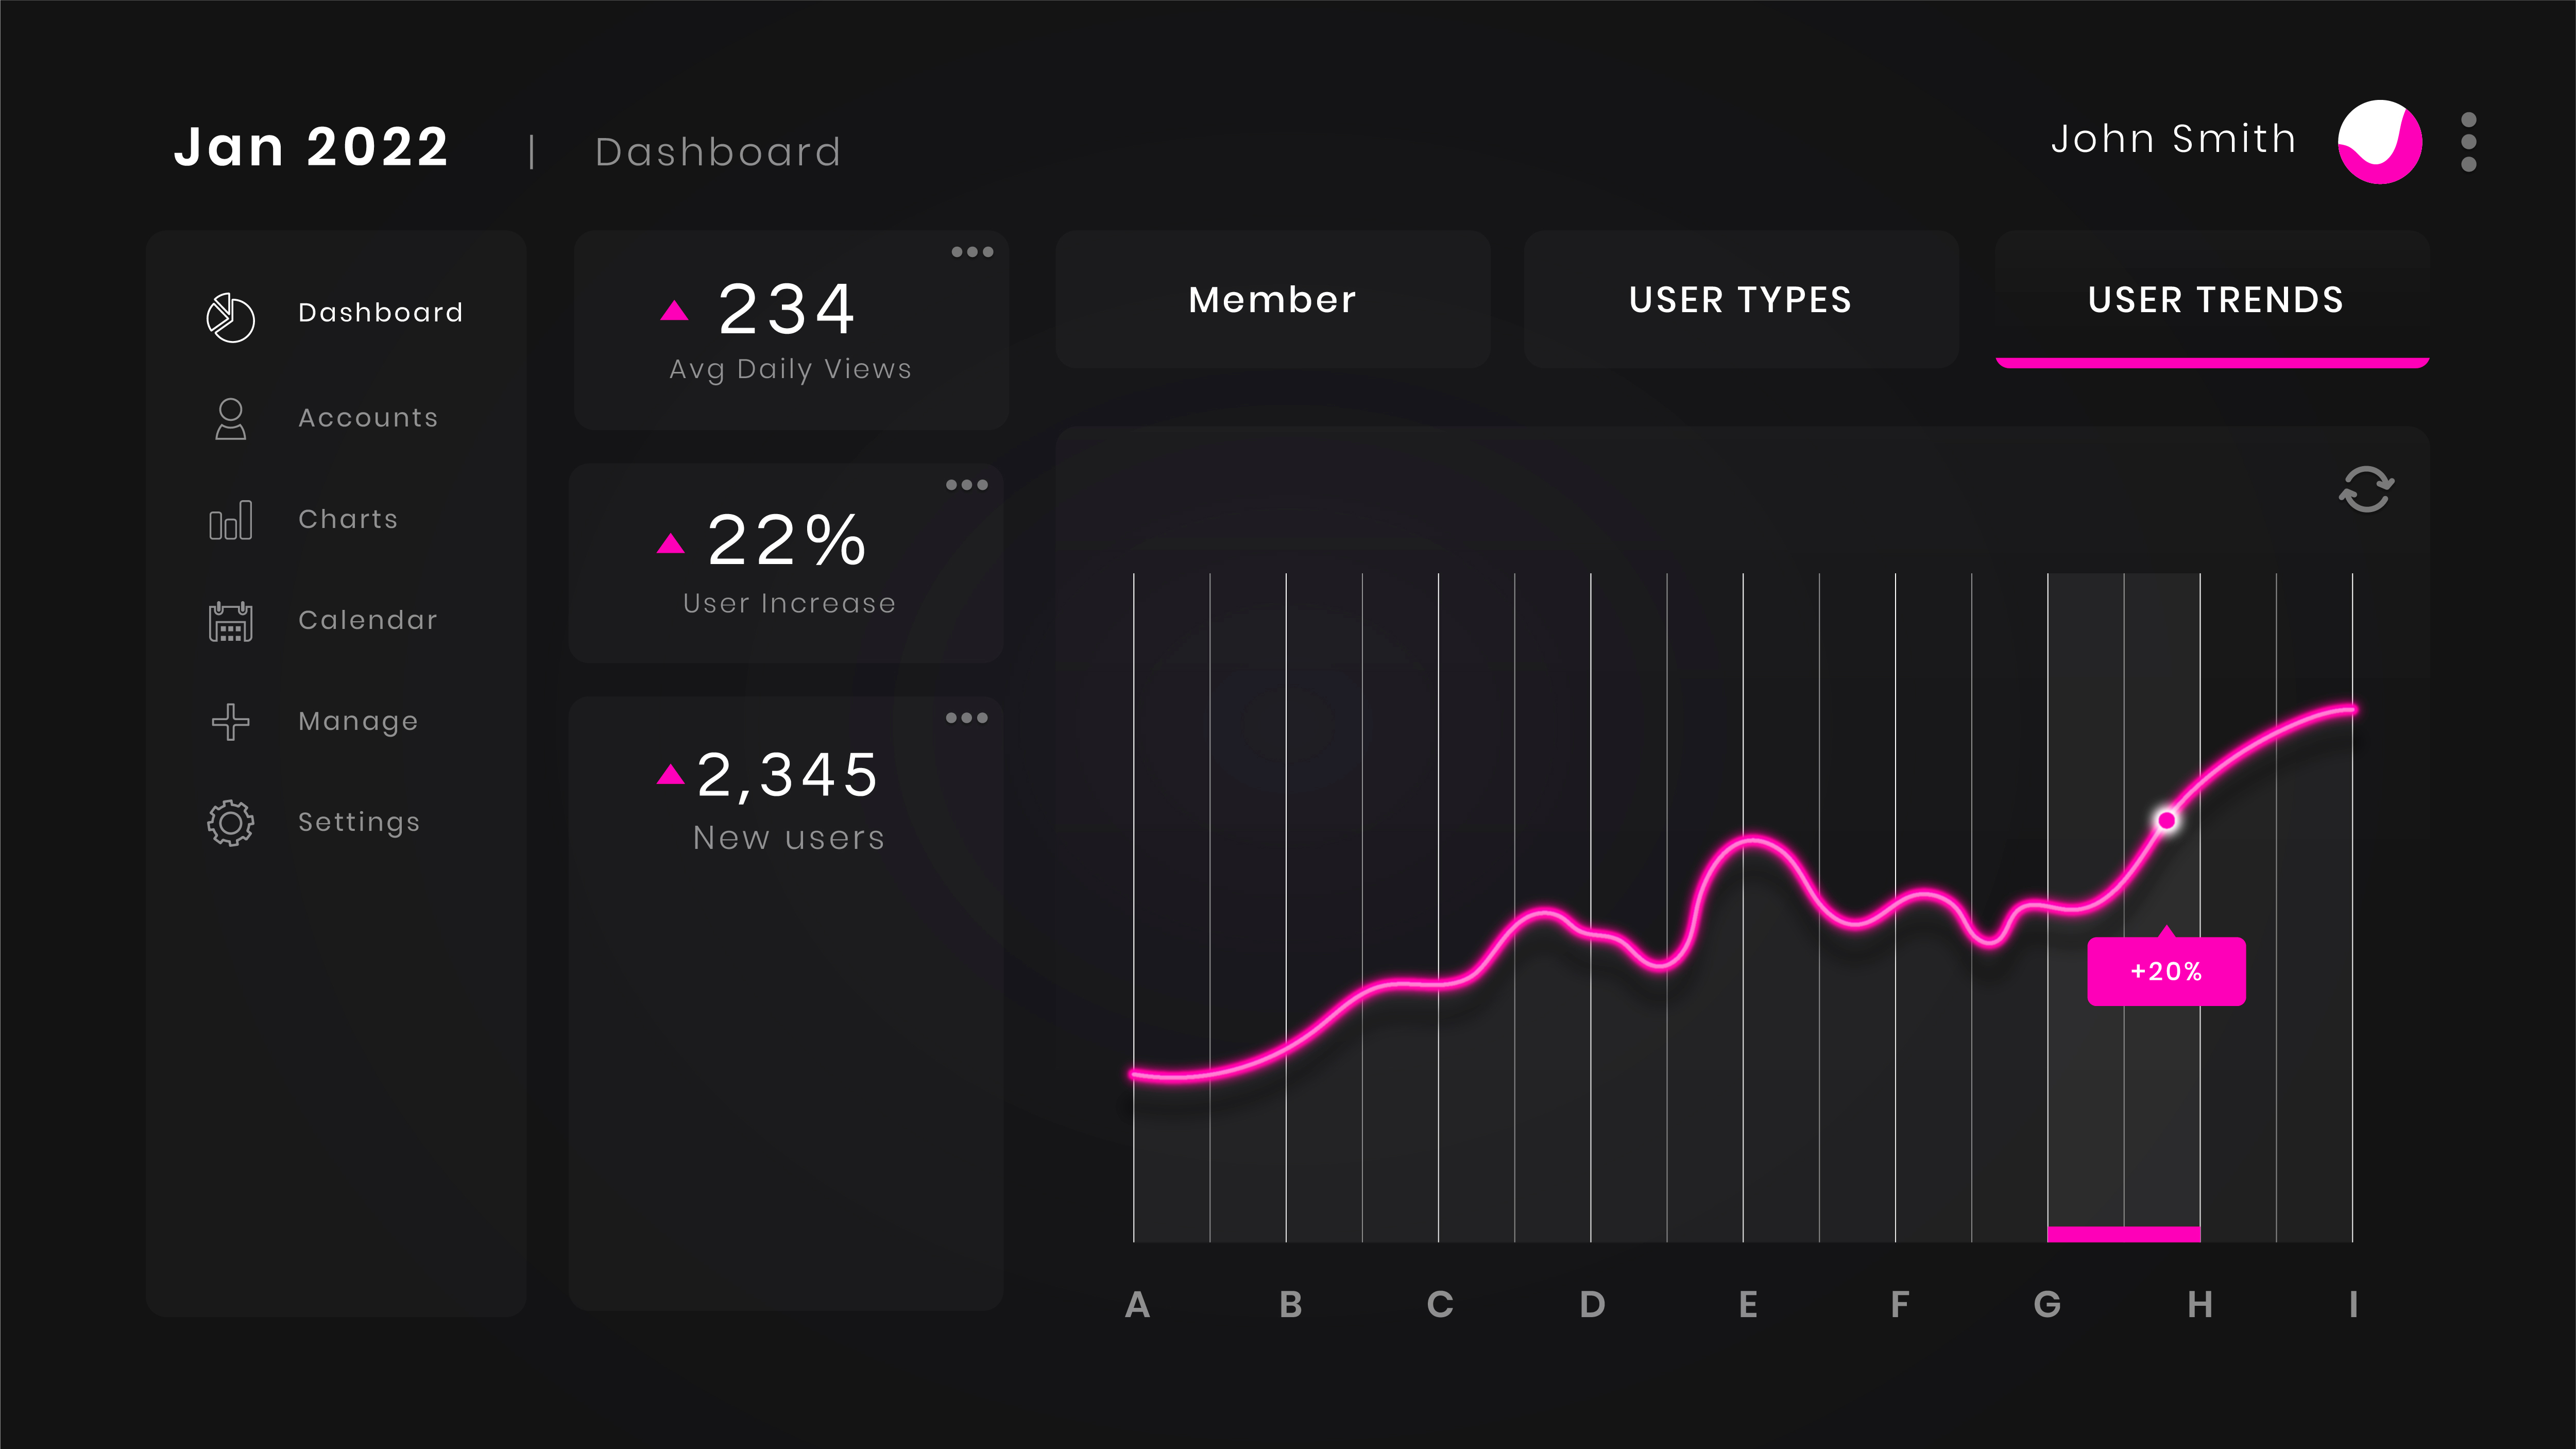 Jan 2022 | Dashboard
John Smith
Dashboard
Accounts
Charts
Calendar
Manage
Settings
234
Avg Daily Views
22%
User Increase
2,345
New users
Member
USER TYPES
USER TRENDS
+20%
A B C D E F G H I